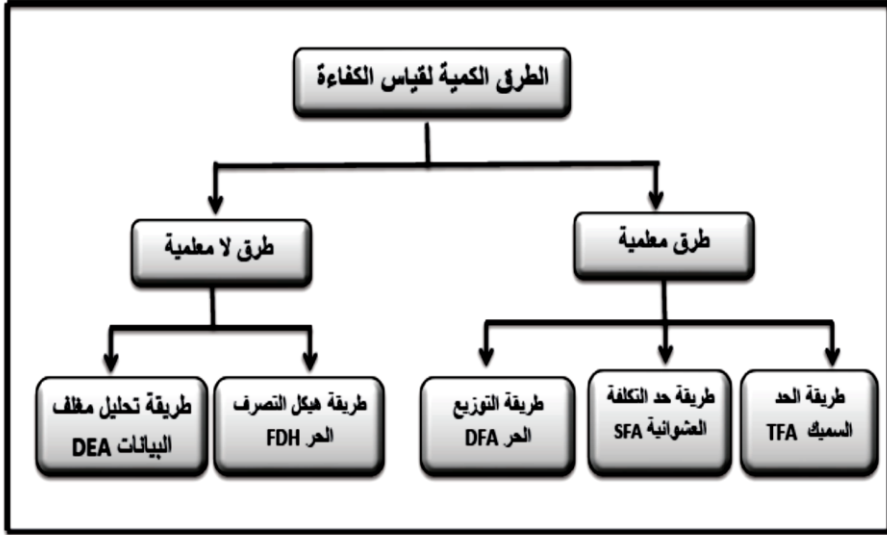 الطرق الكمية لقياس الكفاءة
طرق معلمية
طرق لا معلمية
طريقة الحد
السميك TFA
طريقة حد التكلفة
العشوائية SFA
طريقة التوزيع
الحر DFA
طريقة هيكل التصرف
الحر FDH
طريقة تحليل مغلف
البيانات DEA